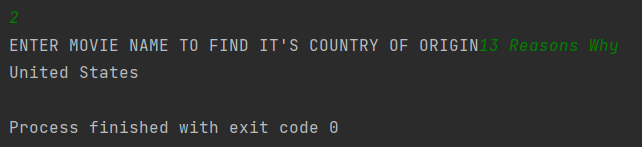 2
ENTER MOVIE NAME TO FIND IT'S COUNTRY OF ORIGIN13 Reasons Why
United States
Process finished with exit code 0